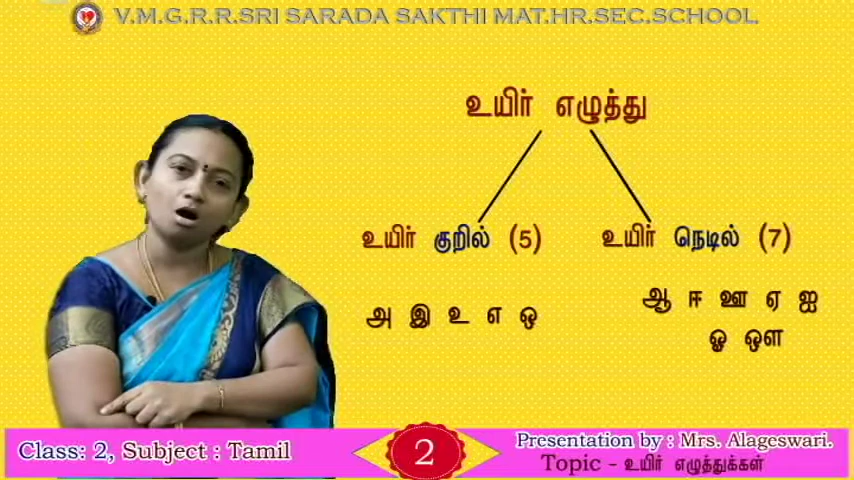 V.M.G.R.R.SRI SARADA SAKTHI MAT.HR.SEC.SCHOOL
உயிர் எழுத்து
உயிர் குறில் (5)
உயிர் நெடில் (7)
அ இ உ எ ஒ
ஆ ஈ ஊ ஏ ஐ
ஓ ஔ
Class: 2, Subject : Tamil
2
Presentation by : Mrs. Alageswari.
Topic - உயிர் எழுத்துக்கள்